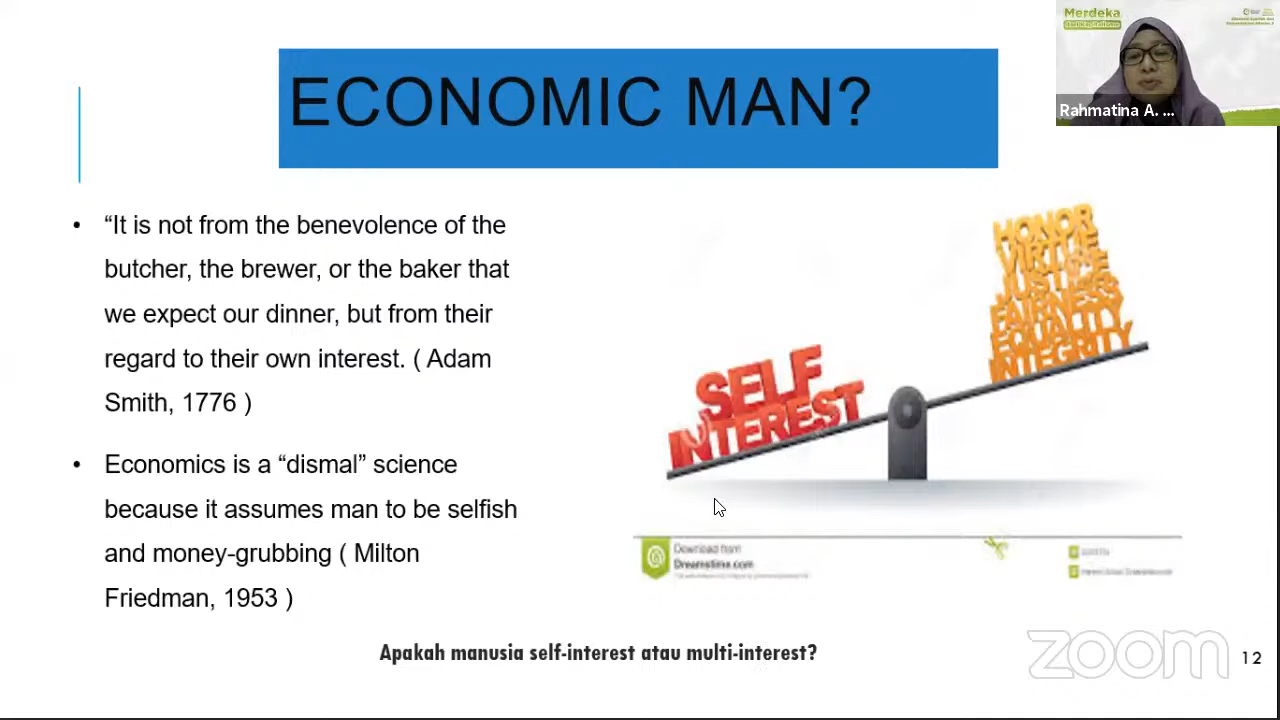 Merdeka
ECONOMIC MAN?
Rahmatina A. ...
• “It is not from the benevolence of the
butcher, the brewer, or the baker that
we expect our dinner, but from their
regard to their own interest. ( Adam
Smith, 1776 )
• Economics is a “dismal” science
because it assumes man to be selfish
and money-grubbing ( Milton
Friedman, 1953 )
HONOR
VIRTUE
JUSTICE
FAIRNESS
EQUALITY
INTEGRITY
SELF
INTEREST
Download from
Dreamstime.com
Apakah manusia self-interest atau multi-interest?
zoom
12